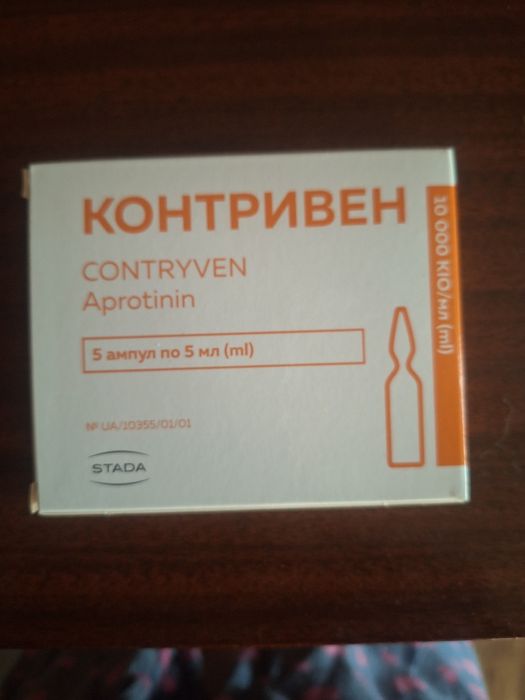 КОНТРИВЕН
CONTRYVEN
Aprotinin
5 ампул по 5 мл (ml)
10 000 КІО/мл (ml)
№ UA/10355/01/01
STADA